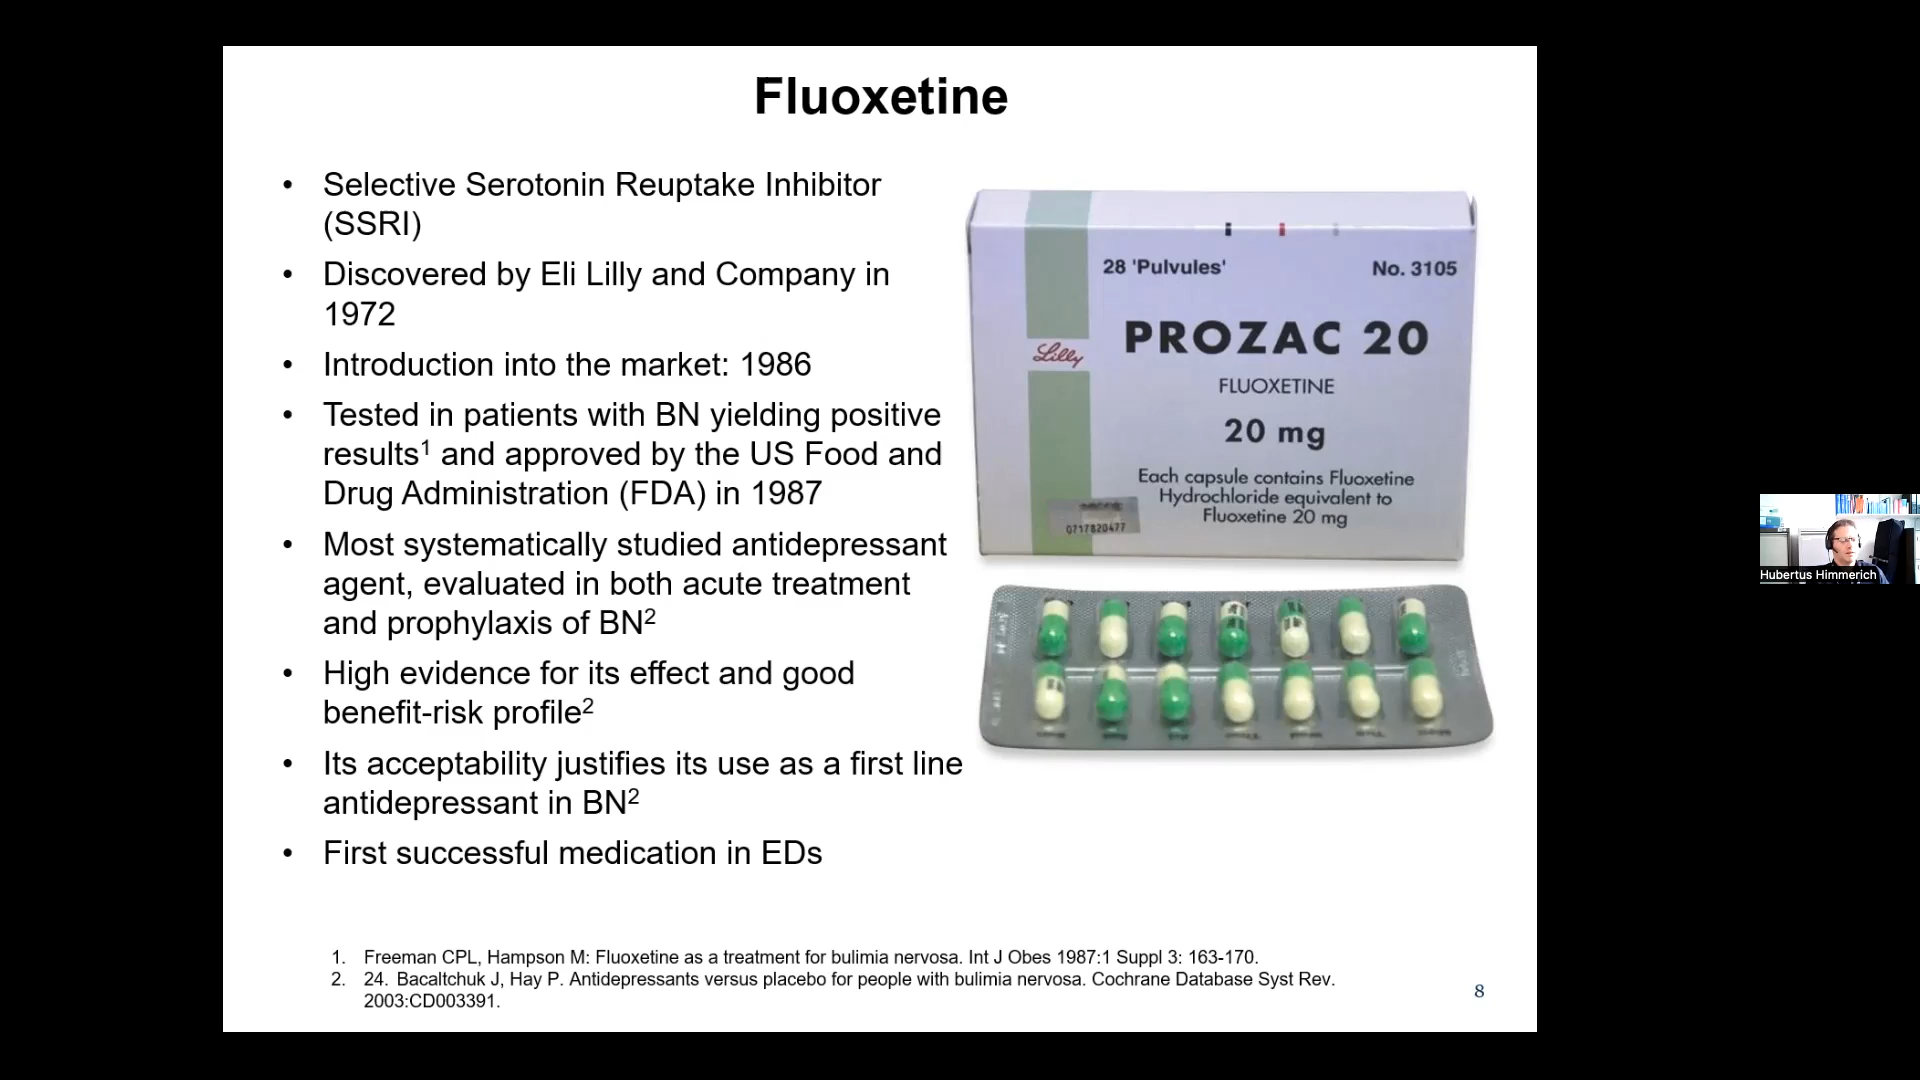 Fluoxetine
• Selective Serotonin Reuptake Inhibitor
(SSRI)
• Discovered by Eli Lilly and Company in
1972
• Introduction into the market: 1986
• Tested in patients with BN yielding positive
results1 and approved by the US Food and
Drug Administration (FDA) in 1987
• Most systematically studied antidepressant
agent, evaluated in both acute treatment
and prophylaxis of BN2
• High evidence for its effect and good
benefit-risk profile2
• Its acceptability justifies its use as a first line
antidepressant in BN2
• First successful medication in EDs
28 'Pulvules' No. 3105
PROZAC 20
Lilly
FLUOXETINE
20 mg
Each capsule contains Fluoxetine
Hydrochloride equivalent to
Fluoxetine 20 mg
0717820477
1. Freeman CPL, Hampson M: Fluoxetine as a treatment for bulimia nervosa. Int J Obes 1987:1 Suppl 3: 163-170.
2. 24. Bacaltchuk J, Hay P. Antidepressants versus placebo for people with bulimia nervosa. Cochrane Database Syst Rev.
2003:CD003391.
8
Hubertus Himmerich